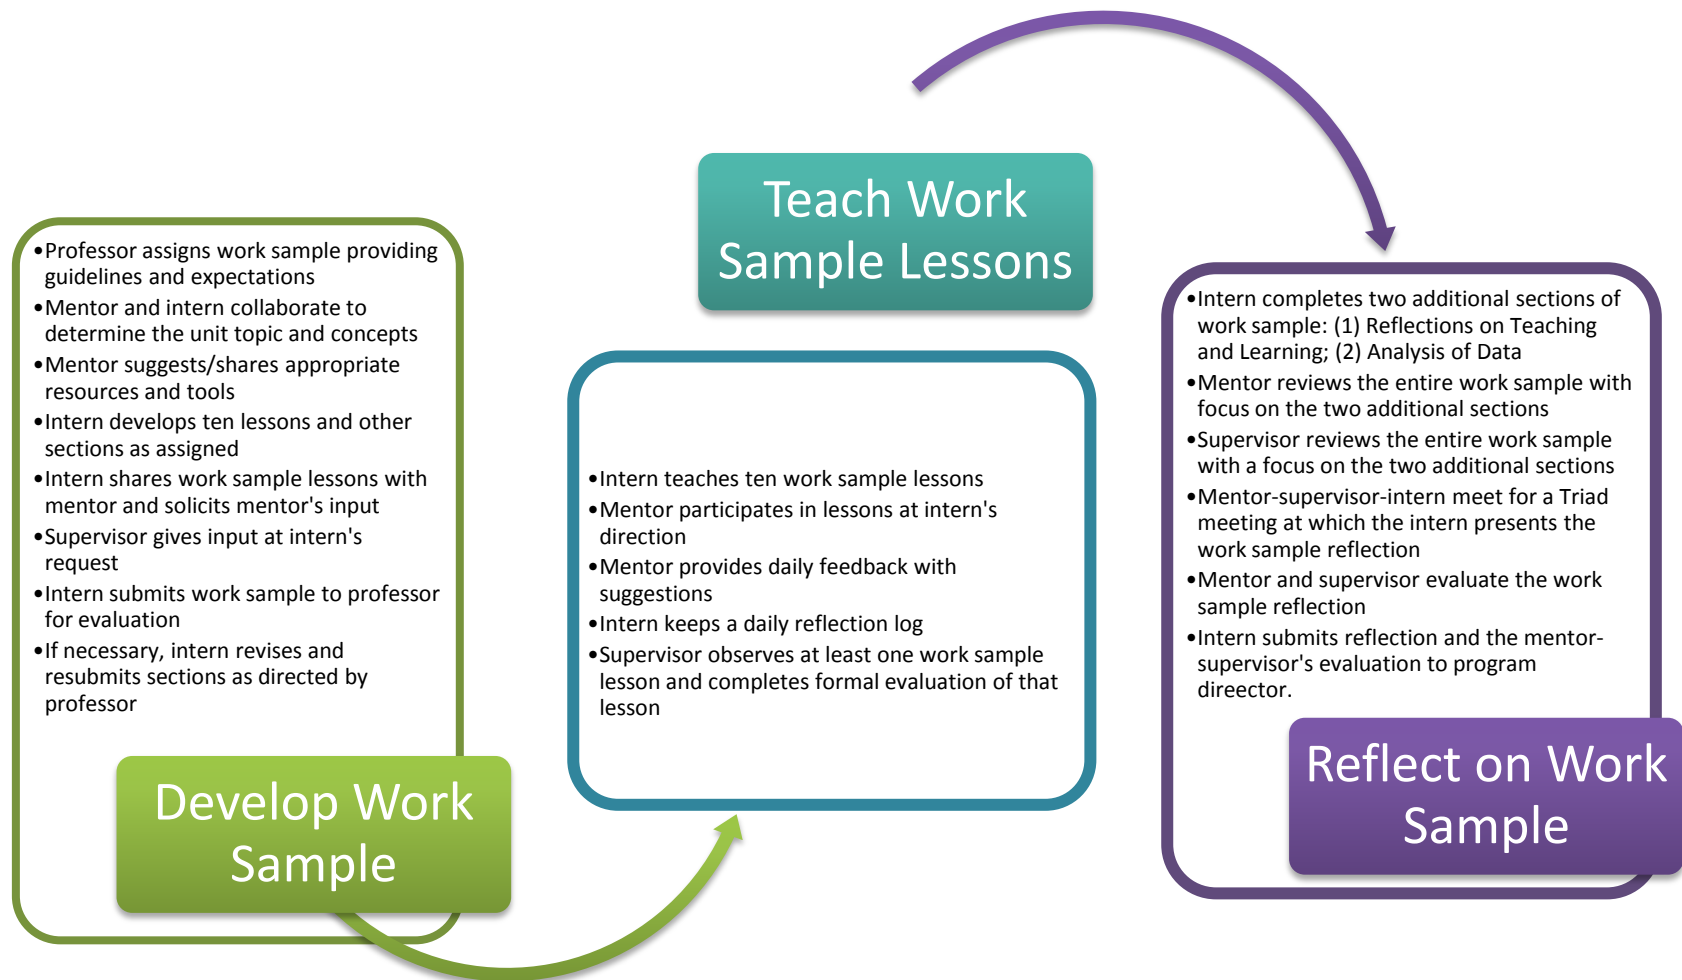 •Professor assigns work sample providing
guidelines and expectations
•Mentor and intern collaborate to
determine the unit topic and concepts
•Mentor suggests/shares appropriate
resources and tools
•Intern develops ten lessons and other
sections as assigned
•Intern shares work sample lessons with
mentor and solicits mentor's input
•Supervisor gives input at intern's
request
•Intern submits work sample to professor
for evaluation
•If necessary, intern revises and
resubmits sections as directed by
professor
Develop Work
Sample
Teach Work
Sample Lessons
•Intern teaches ten work sample lessons
•Mentor participates in lessons at intern's
direction
•Mentor provides daily feedback with
suggestions
•Intern keeps a daily reflection log
•Supervisor observes at least one work sample
lesson and completes formal evaluation of that
lesson
•Intern completes two additional sections of
work sample: (1) Reflections on Teaching
and Learning; (2) Analysis of Data
•Mentor reviews the entire work sample with
focus on the two additional sections
•Supervisor reviews the entire work sample
with a focus on the two additional sections
•Mentor-supervisor-intern meet for a Triad
meeting at which the intern presents the
work sample reflection
•Mentor and supervisor evaluate the work
sample reflection
•Intern submits reflection and the mentor-
supervisor's evaluation to program
direector.
Reflect on Work
Sample